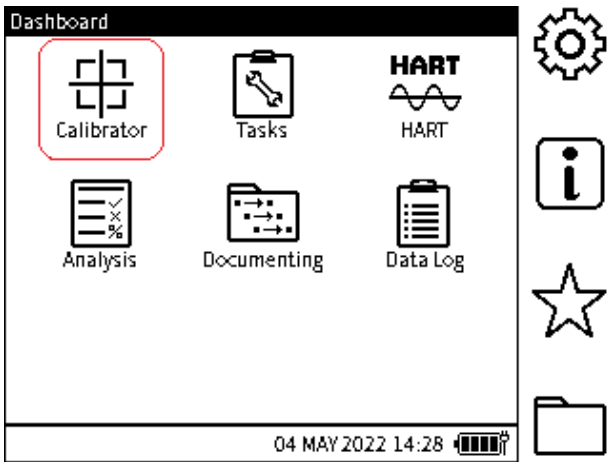 Dashboard
HART
Calibrator
Tasks
HART
Analysis
Documenting
Data Log
04 MAY 2022 14:28